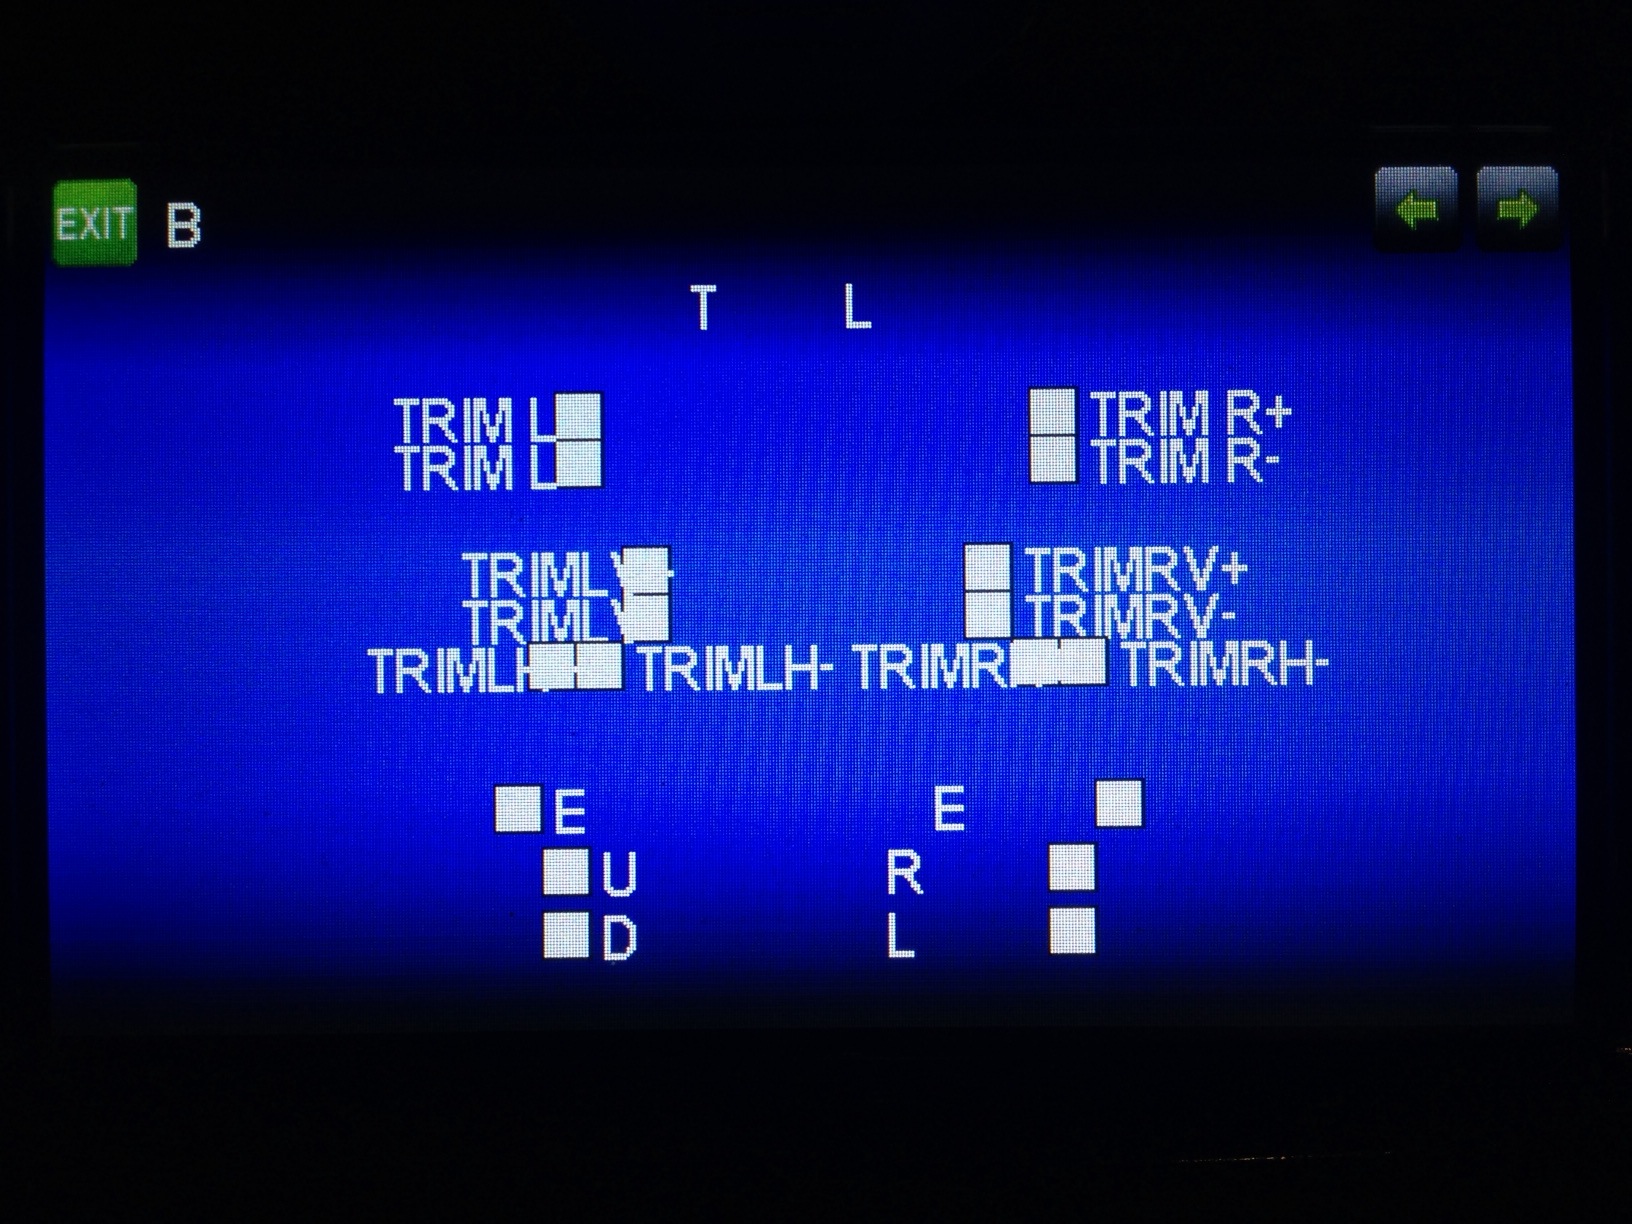 EXIT B
T L
TRIM L TRIM R+
TRIM L TRIM R-
TRIMLV TRIMRV+
TRIMLV TRIMRV-
TRIMLH TRIMLH- TRIMR TRIMRH-
E E
U R
D L